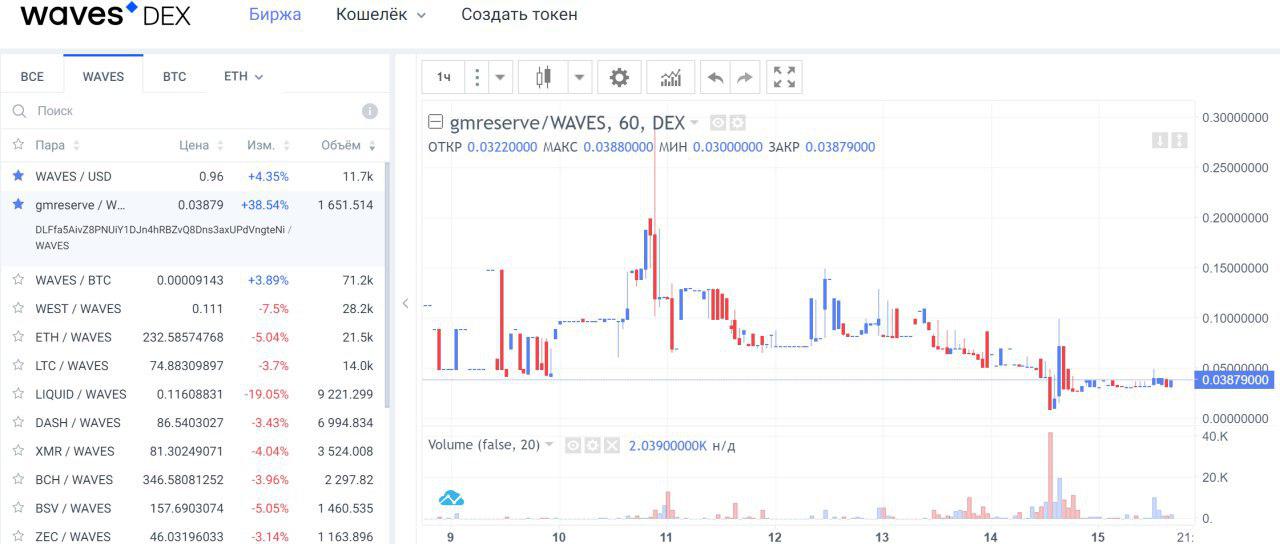 waves DEX Биржа Кошелёк Создать токен
ВСЕ WAVES BTC ETH
Поиск
Пара Цена Изм. Объём
WAVES / USD 0.96 +4.35% 11.7k
gmreserve / W... 0.03879 +38.54% 1 651.514
DLFfa5AivZ8PNUiY1DJn4hRBZvQ8Dns3axUPdVngteNi /
WAVES
WAVES / BTC 0.00009143 +3.89% 71.2k
WEST / WAVES 0.111 -7.5% 28.2k
ETH / WAVES 232.58574768 -5.04% 21.5k
LTC / WAVES 74.88309897 -3.7% 14.0k
LIQUID / WAVES 0.11608831 -19.05% 9 221.299
DASH / WAVES 86.5403027 -3.43% 6 994.834
XMR / WAVES 81.30249071 -4.04% 3 524.008
BCH / WAVES 346.58081252 -3.96% 2 297.82
BSV / WAVES 157.6903074 -5.05% 1 460.535
ZEC / WAVES 46.03196033 -3.14% 1 163.896
1ч
gmreserve/WAVES, 60, DEX
ОТКР 0.03220000 МАКС 0.03880000 МИН 0.03000000 ЗАКР 0.03879000
0.30000000
0.25000000
0.20000000
0.15000000
0.10000000
0.05000000
0.03879000
0.00000000
Volume (false, 20) 2.03900000K н/д
40.K
20.K
0.
9 10 11 12 13 14 15 21: